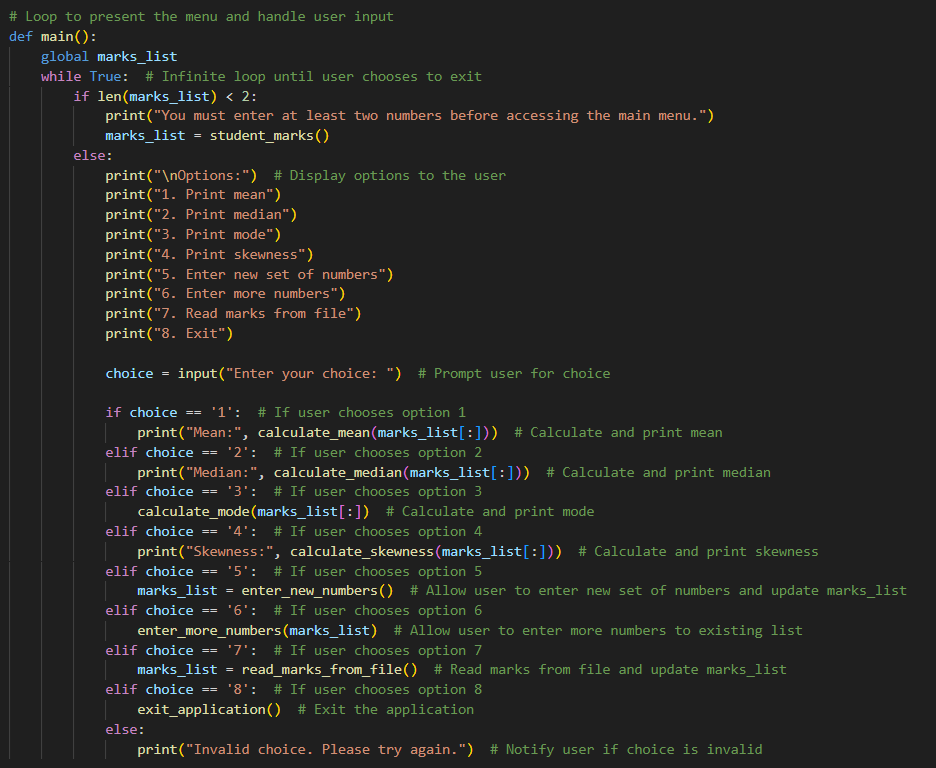 # Loop to present the menu and handle user input
def main():
    global marks_list
    while True:  # Infinite loop until user chooses to exit
        if len(marks_list) < 2:
            print("You must enter at least two numbers before accessing the main menu.")
            marks_list = student_marks()
        else:
            print("\nOptions:")  # Display options to the user
            print("1. Print mean")
            print("2. Print median")
            print("3. Print mode")
            print("4. Print skewness")
            print("5. Enter new set of numbers")
            print("6. Enter more numbers")
            print("7. Read marks from file")
            print("8. Exit")

            choice = input("Enter your choice: ")  # Prompt user for choice

            if choice == '1':  # If user chooses option 1
                print("Mean:", calculate_mean(marks_list[:]))  # Calculate and print mean
            elif choice == '2':  # If user chooses option 2
                print("Median:", calculate_median(marks_list[:]))  # Calculate and print median
            elif choice == '3':  # If user chooses option 3
                calculate_mode(marks_list[:])  # Calculate and print mode
            elif choice == '4':  # If user chooses option 4
                print("Skewness:", calculate_skewness(marks_list[:]))  # Calculate and print skewness
            elif choice == '5':  # If user chooses option 5
                marks_list = enter_new_numbers()  # Allow user to enter new set of numbers and update marks_list
            elif choice == '6':  # If user chooses option 6
                enter_more_numbers(marks_list)  # Allow user to enter more numbers to existing list
            elif choice == '7':  # If user chooses option 7
                marks_list = read_marks_from_file()  # Read marks from file and update marks_list
            elif choice == '8':  # If user chooses option 8
                exit_application()  # Exit the application
            else:
                print("Invalid choice. Please try again.")  # Notify user if choice is invalid